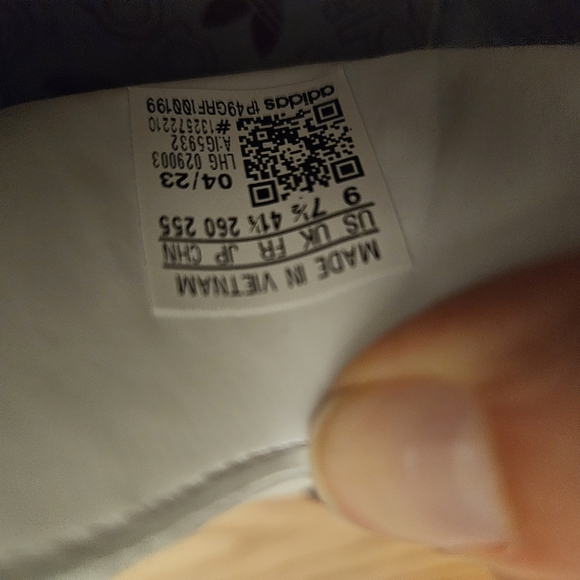 MADE IN VIETNAM
US UK FR JP CHN
9 7½ 41⅓ 260 255
04/23
LHG 029003
A:IG5932
#132572210
adidas 1P49GAF100199